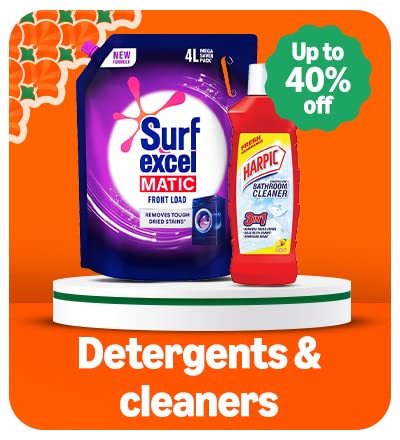 NEW
FORMULA
4L MEGA
SAVER
PACK
Surf
excel
MATIC
FRONT LOAD
REMOVES TOUGH
DRIED STAINS
FRESH
HARPIC
BATHROOM
CLEANER
3in1
Up to
40%
off
Detergents &
cleaners